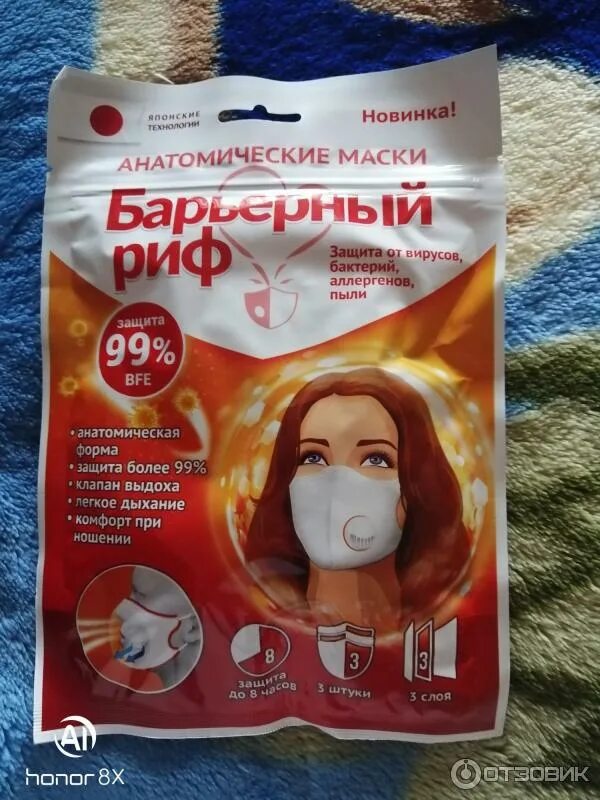 ЯПОНСКИЕ
ТЕХНОЛОГИИ
Новинка!
АНАТОМИЧЕСКИЕ МАСКИ
Барьерный
риф
Защита от вирусов,
бактерий,
аллергенов,
пыли
защита
99%
BFE
• анатомическая
форма
• защита более 99%
• клапан выдоха
• легкое дыхание
• комфорт при
ношении
8
защита
до 8 часов
3
3 штуки
3
3 слоя
AI
honor 8X
ОТЗОВИК